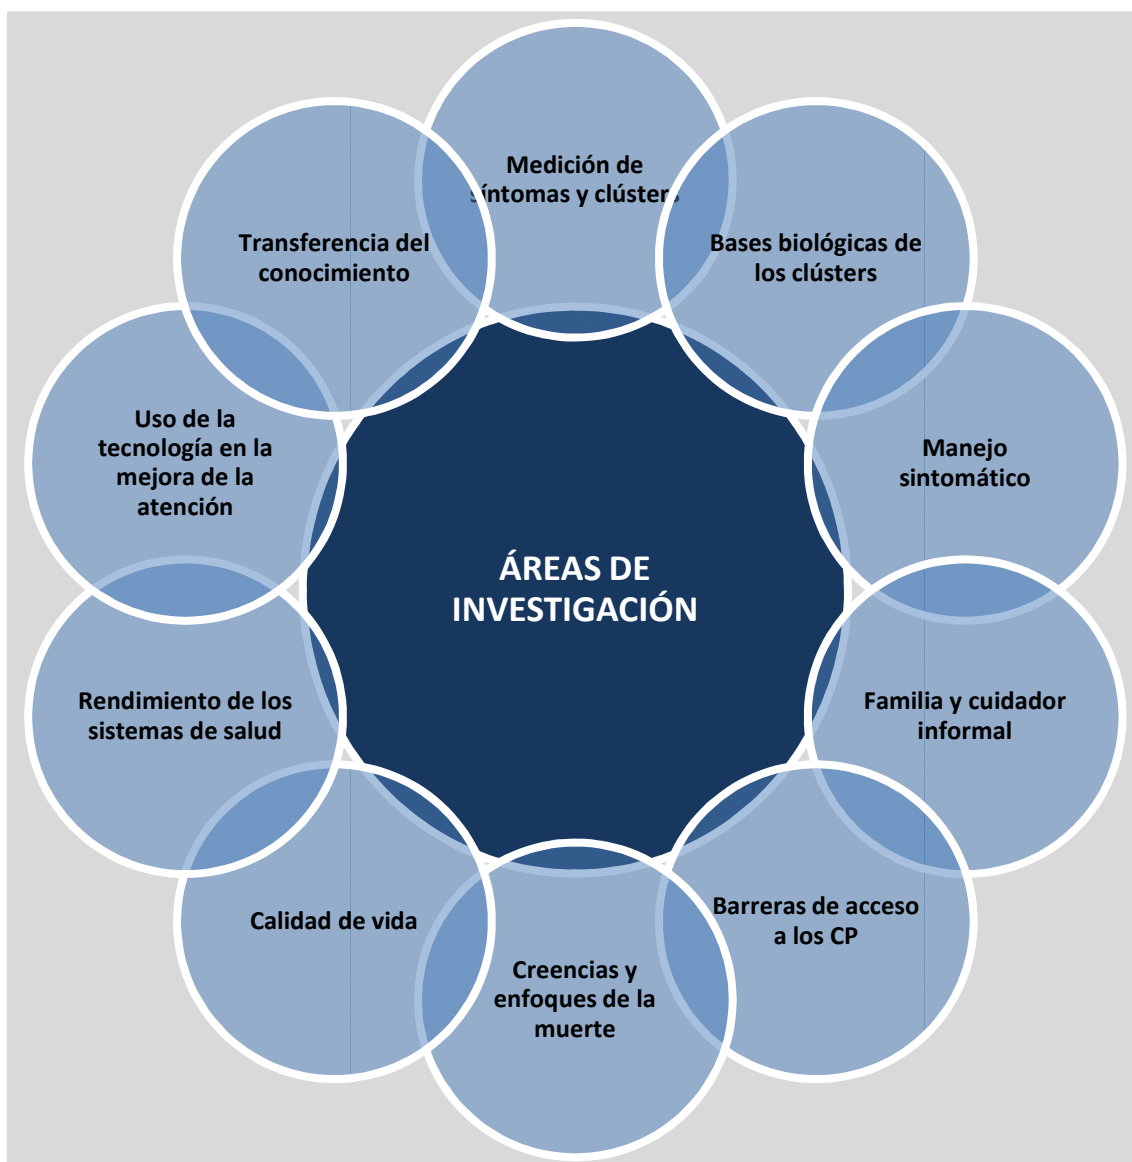 Medición de
síntomas y clústers
Bases biológicas de
los clústers
Manejo
sintomático
Familia y cuidador
informal
Barreras de acceso
a los CP
Creencias y
enfoques de la
muerte
Calidad de vida
Rendimiento de los
sistemas de salud
Uso de la
tecnología en la
mejora de la
atención
Transferencia del
conocimiento
ÁREAS DE
INVESTIGACIÓN